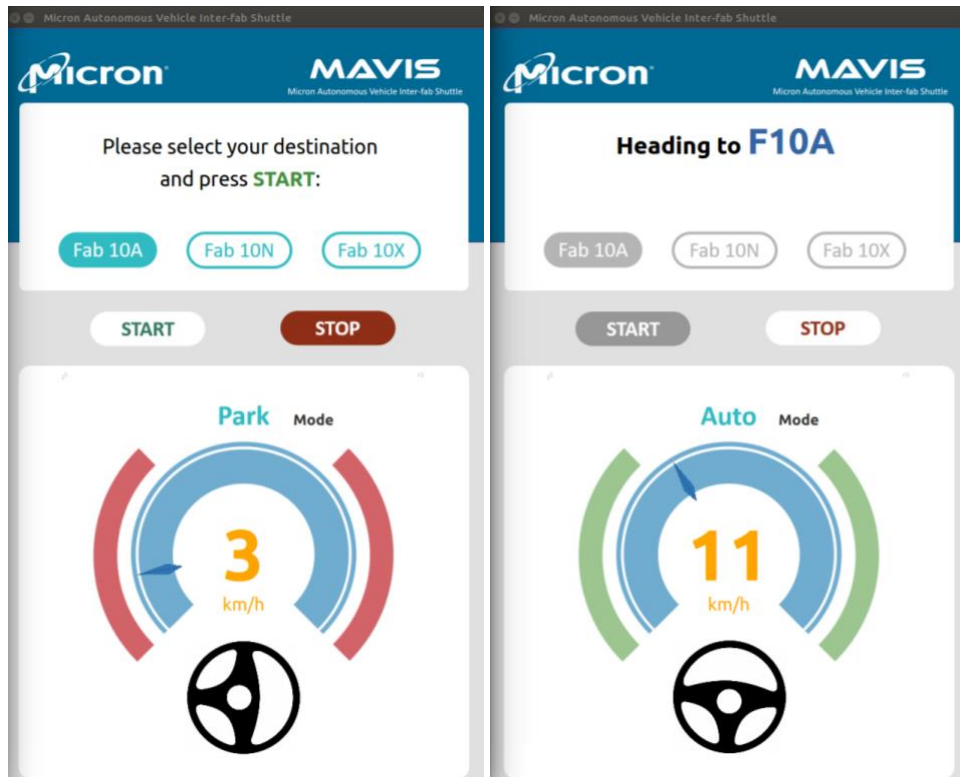 Micron Autonomous Vehicle Inter-fab Shuttle
Micron
MAVIS
Micron Autonomous Vehicle Inter-fab Shuttle
Please select your destination
and press START:
Fab 10A
Fab 10N
Fab 10X
START
STOP
Park Mode
3
km/h
Micron Autonomous Vehicle Inter-fab Shuttle
Micron
MAVIS
Micron Autonomous Vehicle Inter-fab Shuttle
Heading to F10A
Fab 10A
Fab 10N
Fab 10X
START
STOP
Auto Mode
11
km/h